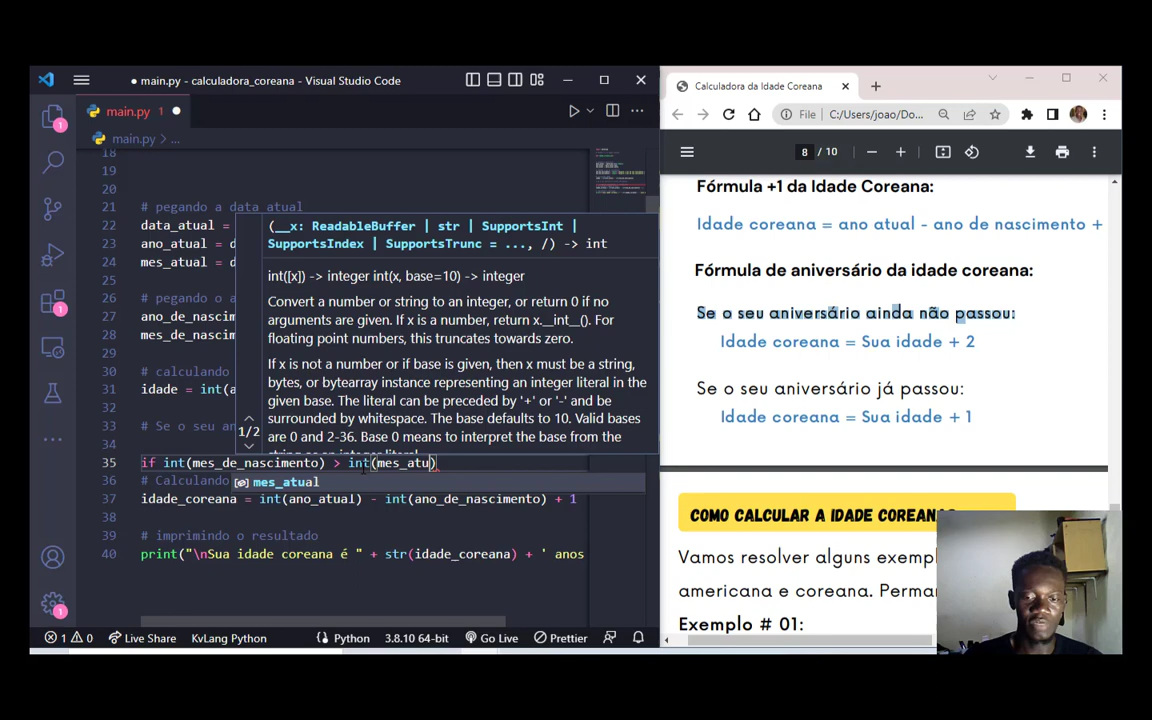 main.py - calculadora_coreana - Visual Studio Code
main.py 1
main.py > ...
18
19
20
21 # pegando a data atual
22 data_atual =
23 ano_atual = d
24 mes_atual = d
25
26 # pegando o a
27 ano_de_nascim
28 mes_de_nascim
29
30 # calculando
31 idade = int(a
32
33 # Se o seu an
34
35 if int(mes_de_nascimento) > int(mes_atu)
36 # Calculando
37 idade_coreana = int(ano_atual) - int(ano_de_nascimento) + 1
38
39 # imprimindo o resultado
40 print("\nSua idade coreana é " + str(idade_coreana) + ' anos
(__x: ReadableBuffer | str | SupportsInt |
SupportsIndex | SupportsTrunc = ..., /) -> int
int([x]) -> integer int(x, base=10) -> integer
Convert a number or string to an integer, or return 0 if no
arguments are given. If x is a number, return x.__int__(). For
floating point numbers, this truncates towards zero.
If x is not a number or if base is given, then x must be a string,
bytes, or bytearray instance representing an integer literal in the
given base. The literal can be preceded by '+' or '-' and be
surrounded by whitespace. The base defaults to 10. Valid bases
are 0 and 2-36. Base 0 means to interpret the base from the
string as an integer literal.
1/2
mes_atual
1
1
1
1 0 Live Share KvLang Python Python 3.8.10 64-bit Go Live Prettier
Calculadora da Idade Coreana
File C:/Users/joao/Do...
8 / 10
Fórmula +1 da Idade Coreana:
Idade coreana = ano atual - ano de nascimento +
Fórmula de aniversário da idade coreana:
Se o seu aniversário ainda não passou:
Idade coreana = Sua idade + 2
Se o seu aniversário já passou:
Idade coreana = Sua idade + 1
COMO CALCULAR A IDADE COREANA?
Vamos resolver alguns exemp
americana e coreana. Perma
Exemplo # 01: